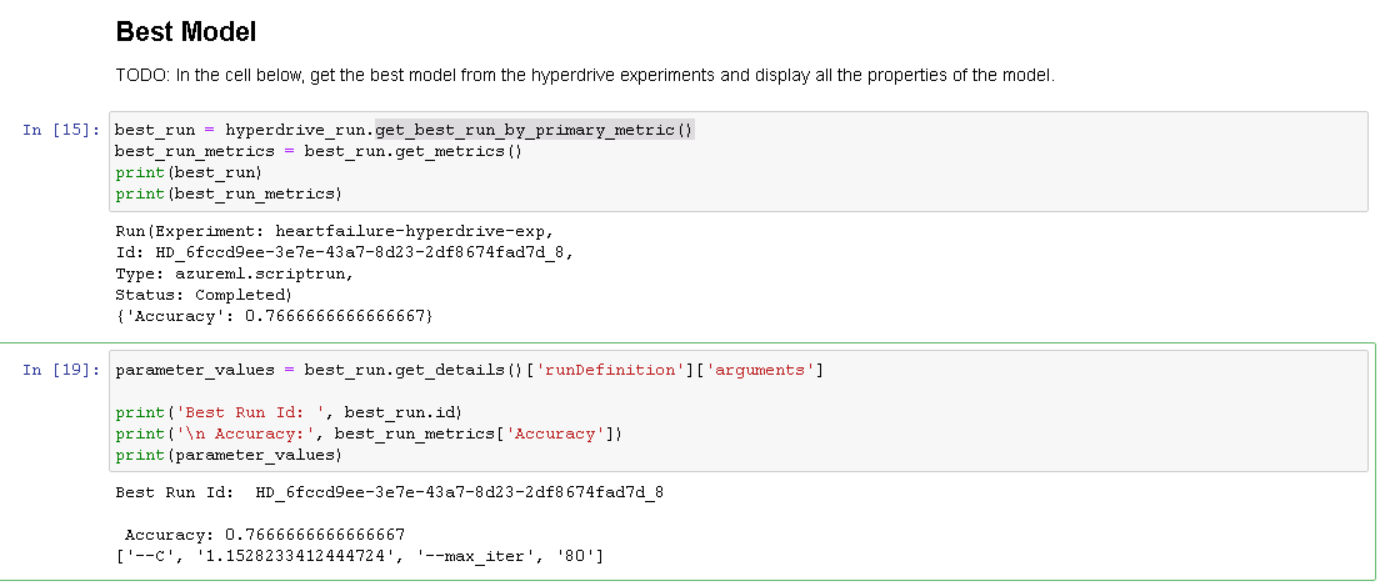 Best Model
TODO: In the cell below, get the best model from the hyperdrive experiments and display all the properties of the model.
In [15]: best_run = hyperdrive_run.get_best_run_by_primary_metric()
best_run_metrics = best_run.get_metrics()
print(best_run)
print(best_run_metrics)
Run(Experiment: heartfailure-hyperdrive-exp,
Id: HD_6fccd9ee-3e7e-43a7-8d23-2df8674fad7d_8,
Type: azureml.scriptrun,
Status: Completed)
{'Accuracy': 0.7666666666666667}
In [19]: parameter_values = best_run.get_details()['runDefinition']['arguments']
print('Best Run Id: ', best_run.id)
print('\n Accuracy:', best_run_metrics['Accuracy'])
print(parameter_values)
Best Run Id:  HD_6fccd9ee-3e7e-43a7-8d23-2df8674fad7d_8
Accuracy: 0.7666666666666667
['--C', '1.1528233412444724', '--max_iter', '80']